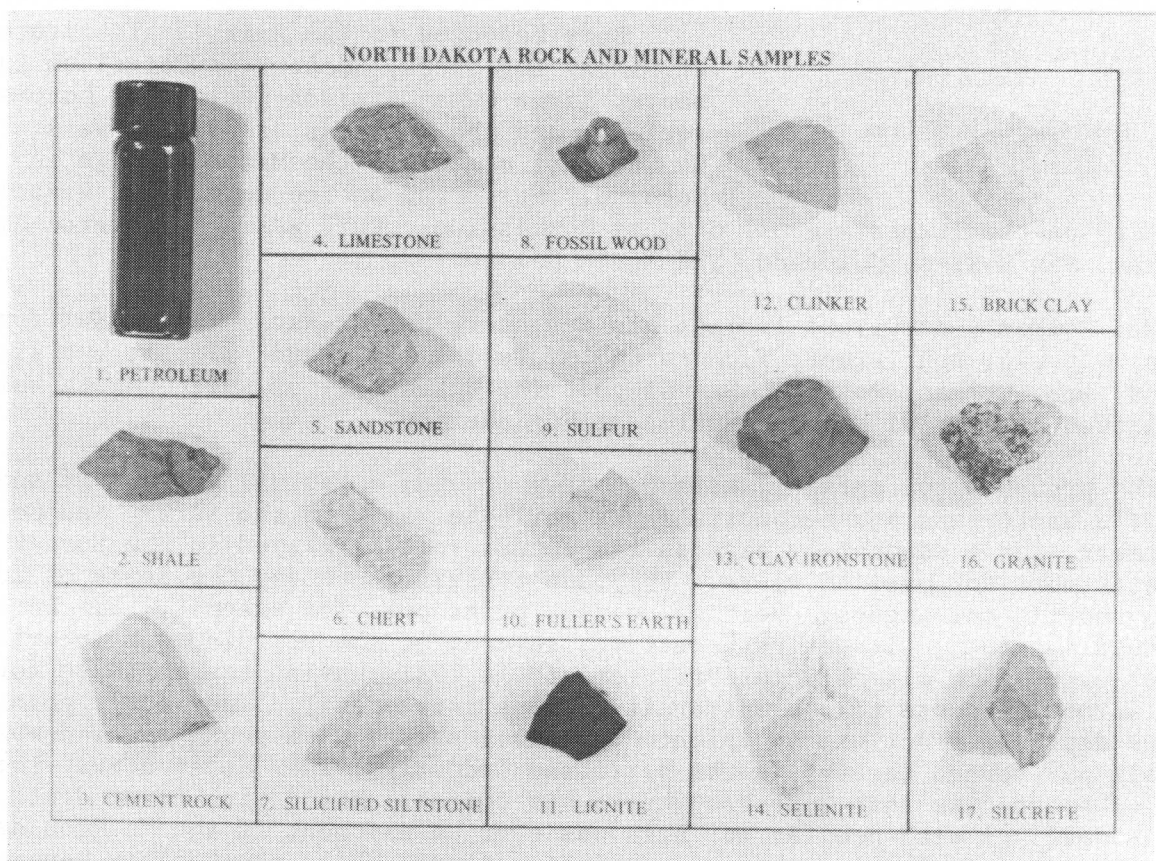 NORTH DAKOTA ROCK AND MINERAL SAMPLES
1. PETROLEUM
2. SHALE
3. CEMENT ROCK
4. LIMESTONE
5. SANDSTONE
6. CHERT
7. SILICIFIED SILTSTONE
8. FOSSIL WOOD
9. SULFUR
10. FULLER'S EARTH
11. LIGNITE
12. CLINKER
13. CLAY IRONSTONE
14. SELENITE
15. BRICK CLAY
16. GRANITE
17. SILCRETE